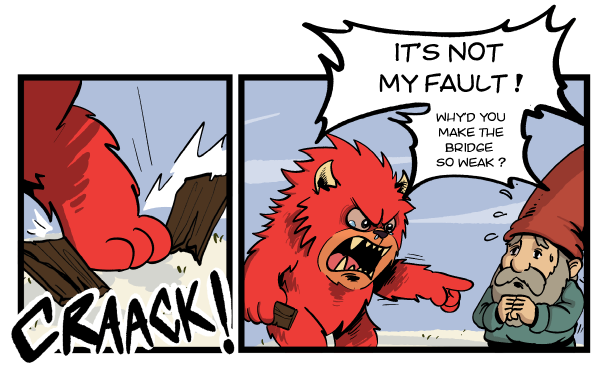 CRAACK!
IT'S NOT
MY FAULT!
WHY'D YOU
MAKE THE
BRIDGE
SO WEAK?